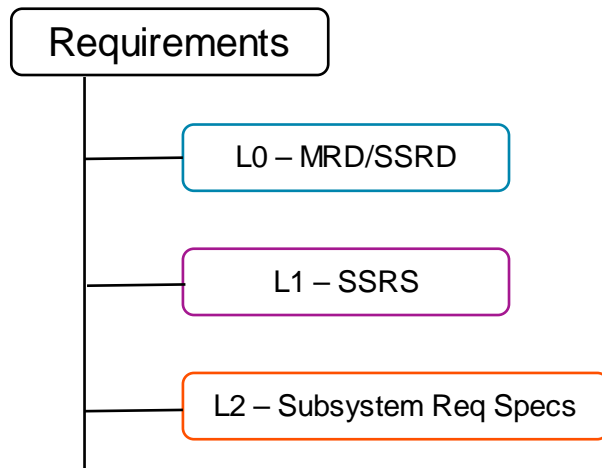 Requirements
L0 – MRD/SSRD
L1 – SSRS
L2 – Subsystem Req Specs